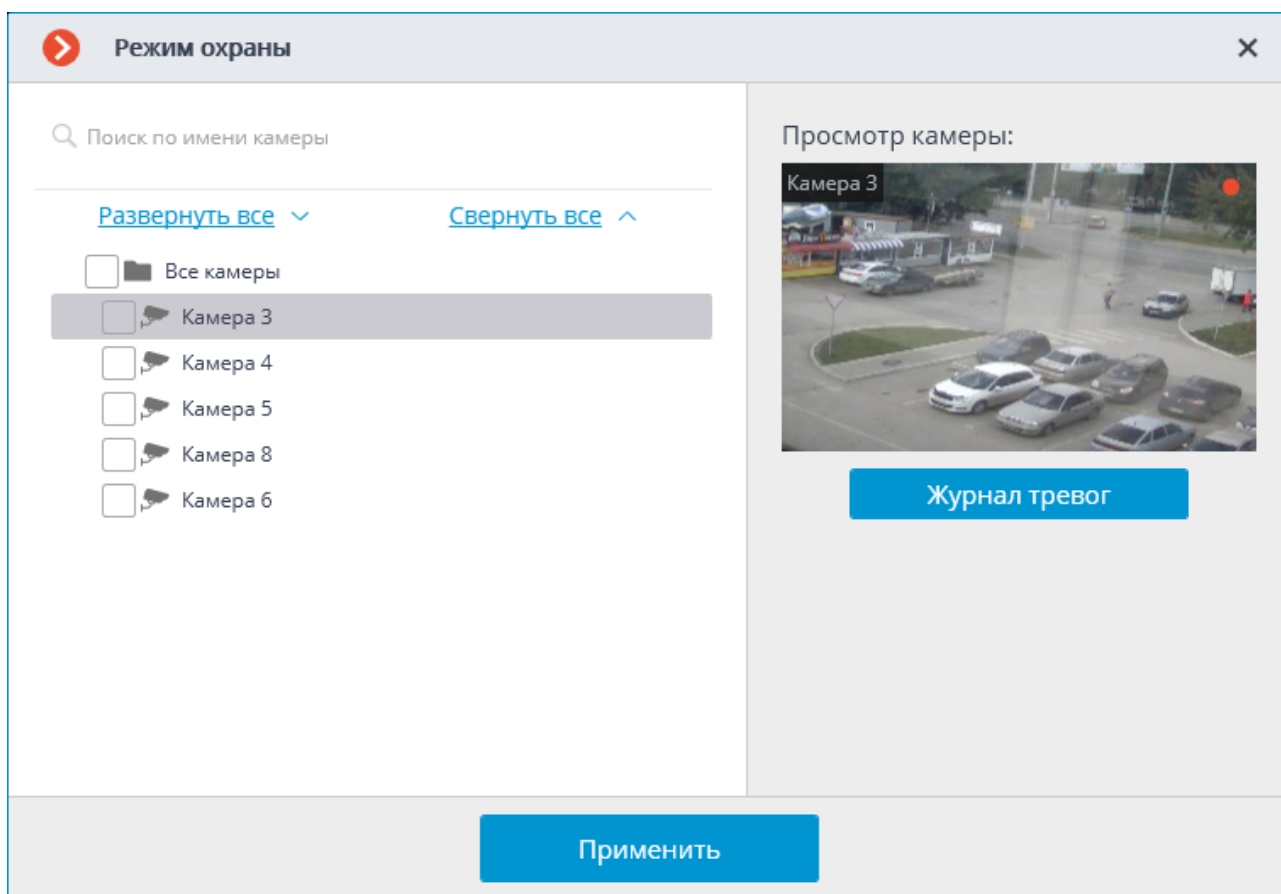 Режим охраны
Поиск по имени камеры
Развернуть все
Свернуть все
Все камеры
Камера 3
Камера 4
Камера 5
Камера 8
Камера 6
Просмотр камеры:
Камера 3
Журнал тревог
Применить